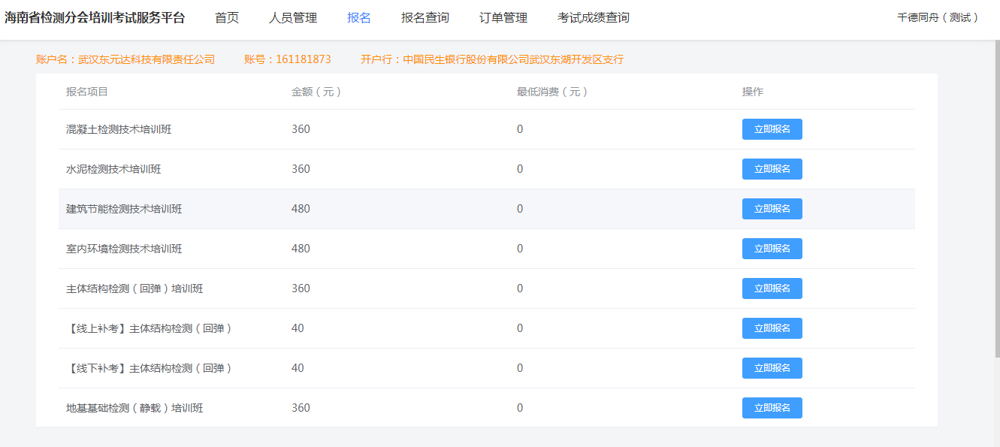 海南省检测分会培训考试服务平台 首页 人员管理 报名 报名查询 订单管理 考试成绩查询 千德同舟（测试）
账户名：武汉东元达科技有限责任公司 账号：161181873 开户行：中国民生银行股份有限公司武汉东湖开发区支行
报名项目 金额（元） 最低消费（元） 操作
混凝土检测技术培训班 360 0 立即报名
水泥检测技术培训班 360 0 立即报名
建筑节能检测技术培训班 480 0 立即报名
室内环境检测技术培训班 480 0 立即报名
主体结构检测（回弹）培训班 360 0 立即报名
【线上补考】主体结构检测（回弹） 40 0 立即报名
【线下补考】主体结构检测（回弹） 40 0 立即报名
地基基础检测（静载）培训班 360 0 立即报名